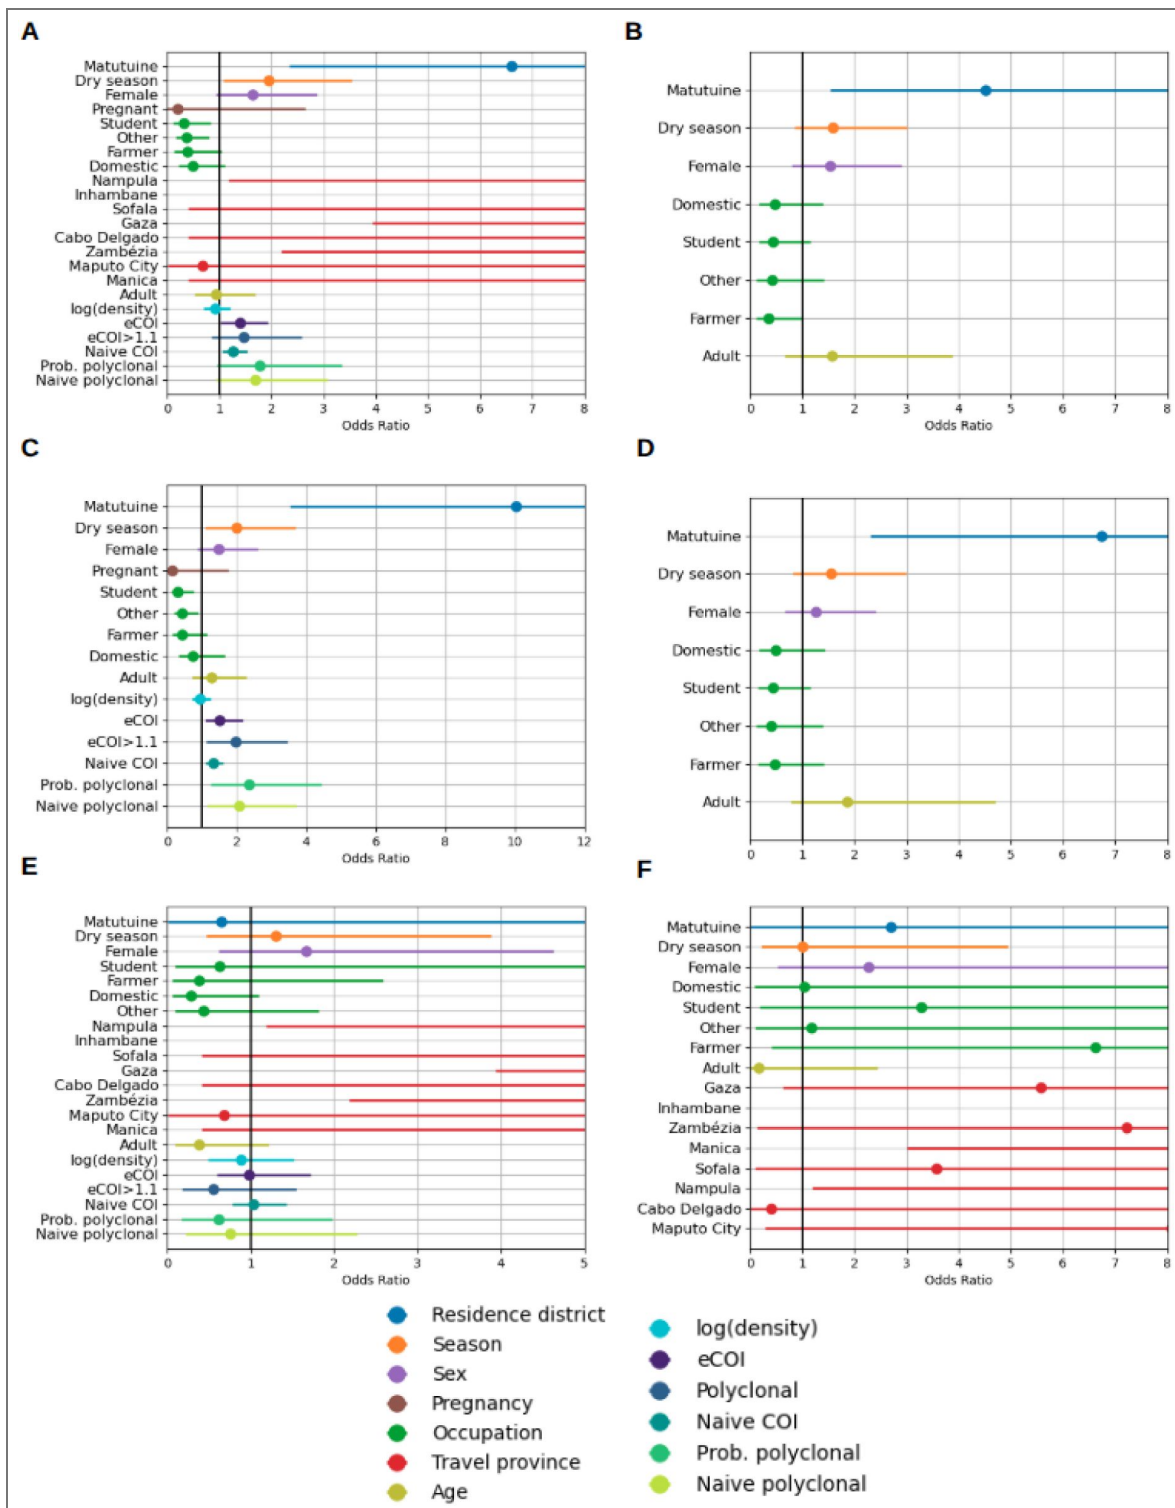 A
Matutuine
Dry season
Female
Pregnant
Student
Other
Farmer
Domestic
Nampula
Inhambane
Sofala
Gaza
Cabo Delgado
Zambézia
Maputo City
Manica
Adult
log(density)
eCOI
eCOI>1.1
Naive COI
Prob. polyclonal
Naive polyclonal
0 1 2 3 4 5 6 7 8
Odds Ratio
B
Matutuine
Dry season
Female
Domestic
Student
Other
Farmer
Adult
0 1 2 3 4 5 6 7 8
Odds Ratio
C
Matutuine
Dry season
Female
Pregnant
Student
Other
Farmer
Domestic
Adult
log(density)
eCOI
eCOI>1.1
Naive COI
Prob. polyclonal
Naive polyclonal
0 2 4 6 8 10 12
Odds Ratio
D
Matutuine
Dry season
Female
Domestic
Student
Other
Farmer
Adult
0 1 2 3 4 5 6 7 8
E
Matutuine
Dry season
Female
Student
Farmer
Domestic
Other
Nampula
Inhambane
Sofala
Gaza
Cabo Delgado
Zambézia
Maputo City
Manica
Adult
log(density)
eCOI
eCOI>1.1
Naive COI
Prob. polyclonal
Naive polyclonal
0 1 2 3 4 5
Odds Ratio
F
Matutuine
Dry season
Female
Domestic
Student
Other
Farmer
Adult
Gaza
Inhambane
Zambézia
Manica
Sofala
Nampula
Cabo Delgado
Maputo City
0 1 2 3 4 5 6 7 8
Odds Ratio
Residence district
Season
Sex
Pregnancy
Occupation
Travel province
Age
log(density)
eCOI
Polyclonal
Naive COI
Prob. polyclonal
Naive polyclonal